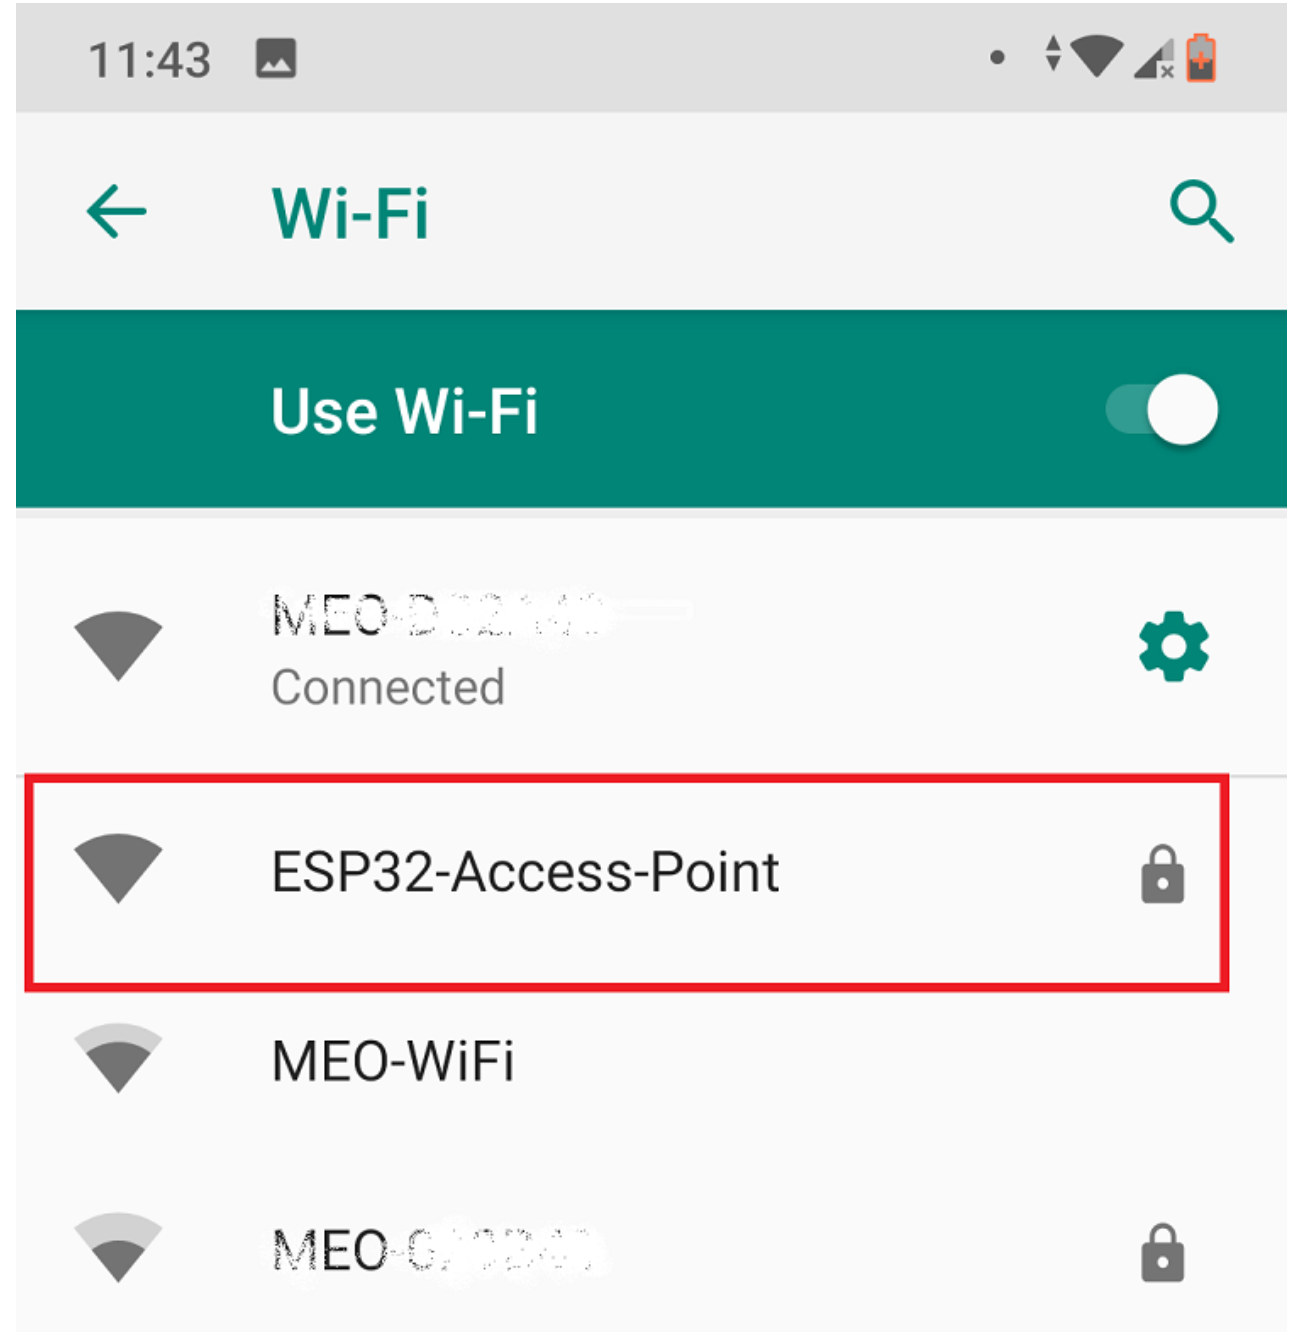 11:43
Wi-Fi
Use Wi-Fi
Connected
ESP32-Access-Point
MEO-WiFi